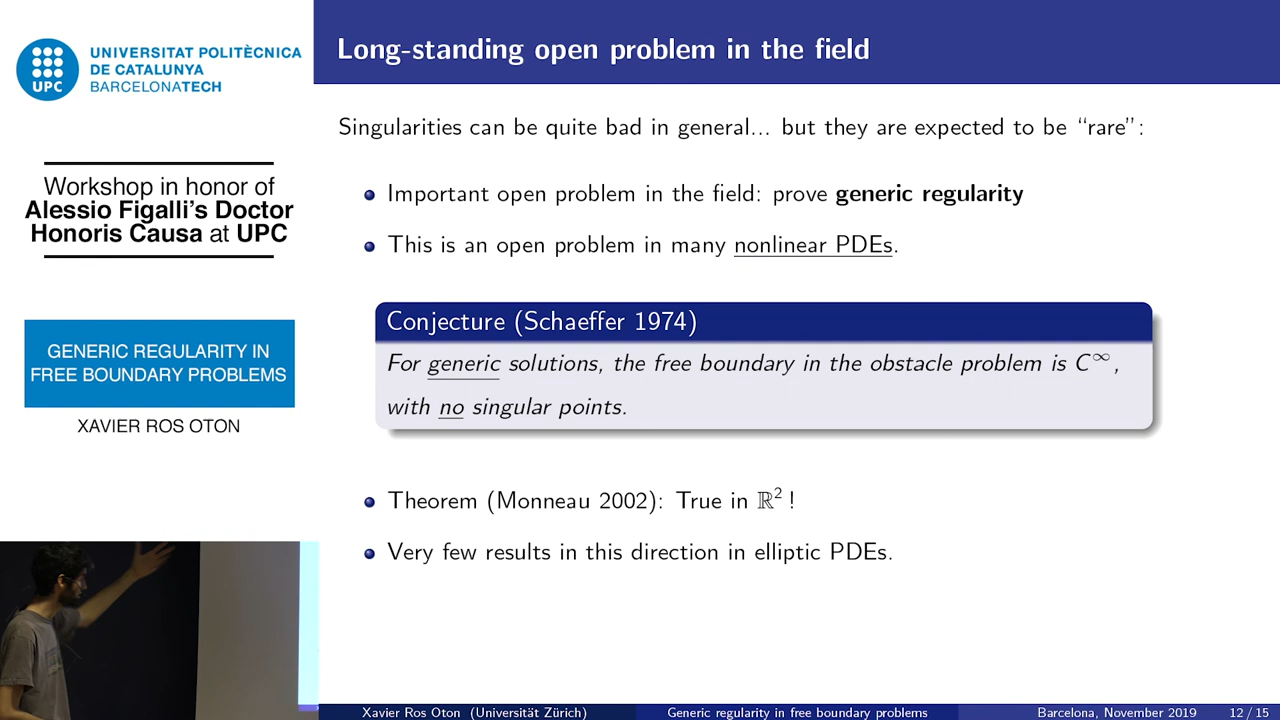 UNIVERSITAT POLITÈCNICA
DE CATALUNYA
BARCELONATECH
UPC
Workshop in honor of
Alessio Figalli's Doctor
Honoris Causa at UPC
GENERIC REGULARITY IN
FREE BOUNDARY PROBLEMS
XAVIER ROS OTON
Long-standing open problem in the field
Singularities can be quite bad in general... but they are expected to be “rare”:
Important open problem in the field: prove generic regularity
This is an open problem in many nonlinear PDEs.
Conjecture (Schaeffer 1974)
For generic solutions, the free boundary in the obstacle problem is C^∞,
with no singular points.
Theorem (Monneau 2002): True in ℝ²!
Very few results in this direction in elliptic PDEs.
Xavier Ros Oton (Universität Zürich) Generic regularity in free boundary problems Barcelona, November 2019 12 / 15